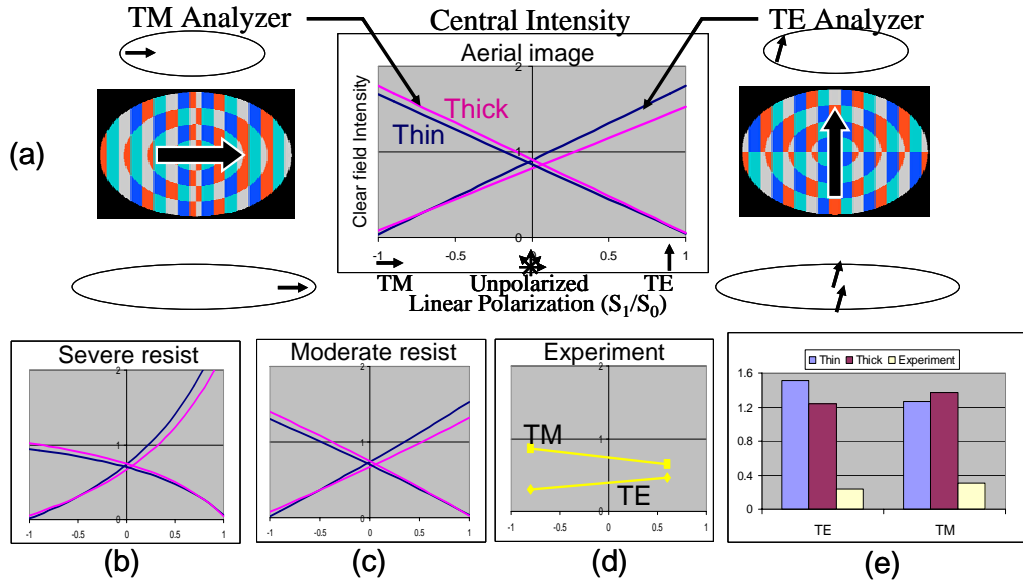 TM Analyzer
Central Intensity
TE Analyzer
Aerial image
2
Clear field Intensity
Thick
Thin
1
(a)
0
-1
-0.5
0
0.5
1
TM
Unpolarized
TE
Linear Polarization (S₁/S₀)
Severe resist
2
1
0
-1
-0.5
0
0.5
1
(b)
Moderate resist
2
1
0
-1
-0.5
0
0.5
1
(c)
Experiment
2
TM
1
TE
0
-1
-0.5
0
0.5
1
(d)
Thin
Thick
Experiment
1.6
1.2
0.8
0.4
0
TE
TM
(e)